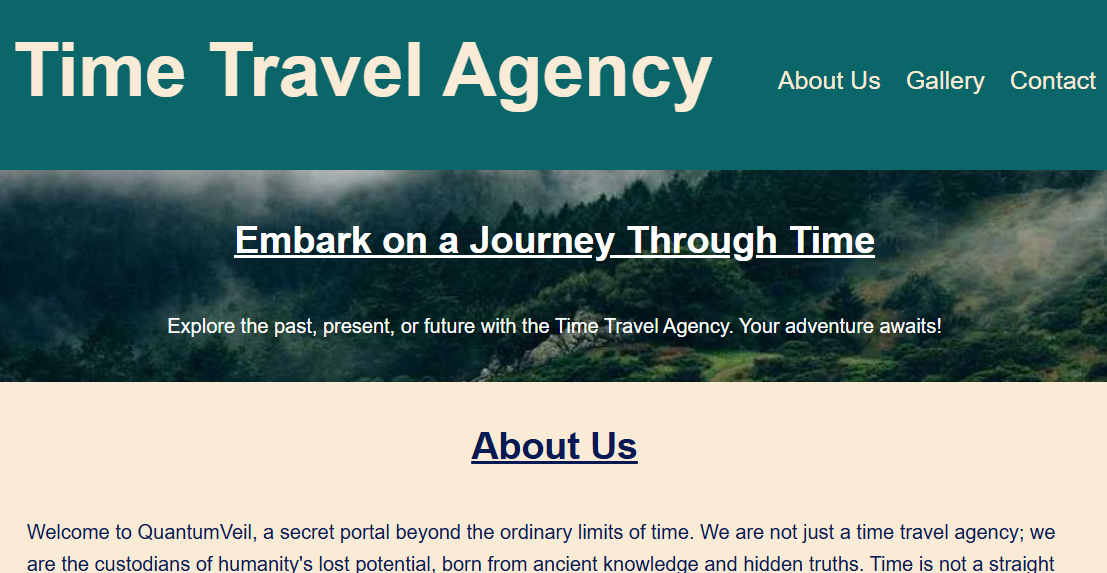 Time Travel Agency
About Us Gallery Contact
Embark on a Journey Through Time
Explore the past, present, or future with the Time Travel Agency. Your adventure awaits!
About Us
Welcome to QuantumVeil, a secret portal beyond the ordinary limits of time. We are not just a time travel agency; we
are the custodians of humanity's lost potential, born from ancient knowledge and hidden truths. Time is not a straight